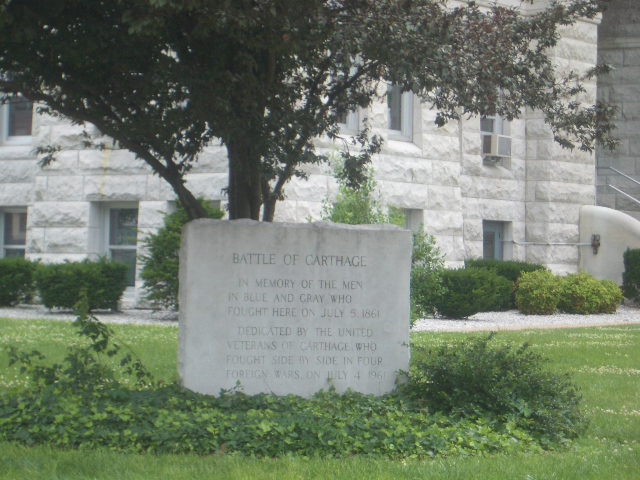 BATTLE OF CARTHAGE
IN MEMORY OF THE MEN
IN BLUE AND GRAY WHO
FOUGHT HERE ON JULY 5, 1861
DEDICATED BY THE UNITED
VETERANS OF CARTHAGE WHO
FOUGHT SIDE BY SIDE IN FOUR
FOREIGN WARS, ON JULY 4, 1961